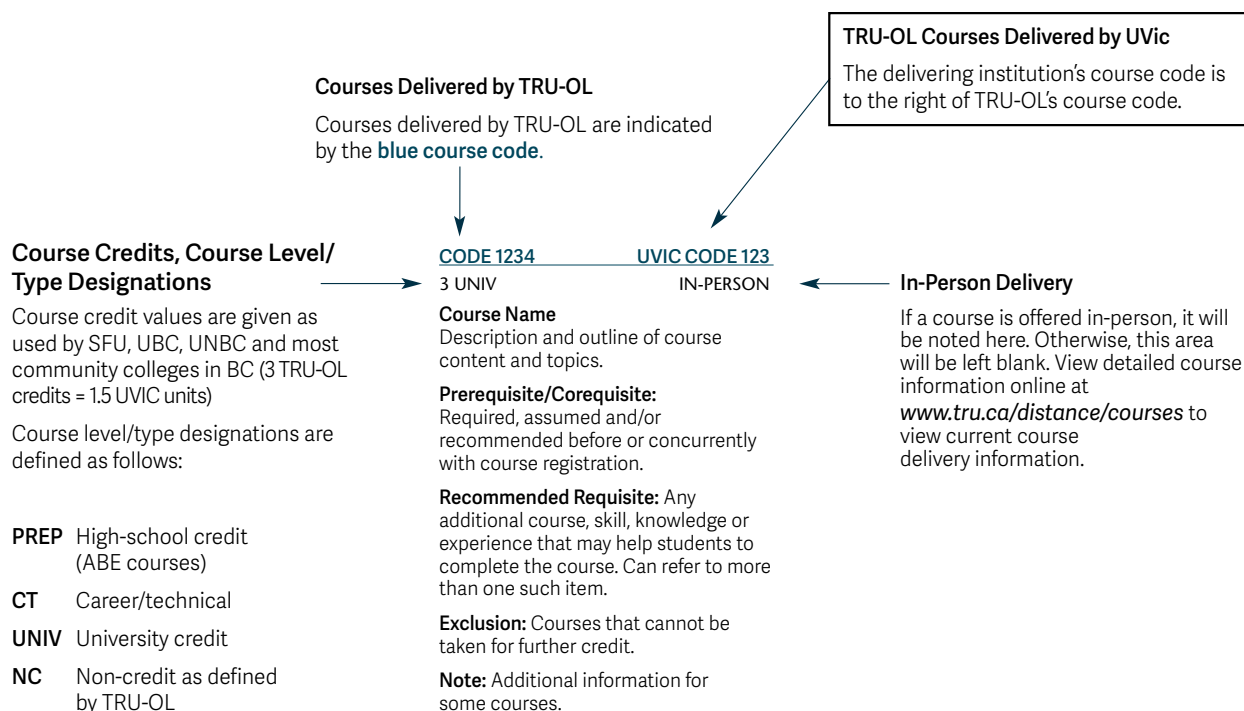 TRU-OL Courses Delivered by UVic
The delivering institution’s course code is
to the right of TRU-OL’s course code.
Courses Delivered by TRU-OL
Courses delivered by TRU-OL are indicated
by the blue course code.
Course Credits, Course Level/
Type Designations
Course credit values are given as
used by SFU, UBC, UNBC and most
community colleges in BC (3 TRU-OL
credits = 1.5 UVIC units)
Course level/type designations are
defined as follows:
PREP High-school credit
(ABE courses)
CT Career/technical
UNIV University credit
NC Non-credit as defined
by TRU-OL
CODE 1234 UVIC CODE 123
3 UNIV IN-PERSON
Course Name
Description and outline of course
content and topics.
Prerequisite/Corequisite:
Required, assumed and/or
recommended before or concurrently
with course registration.
Recommended Requisite: Any
additional course, skill, knowledge or
experience that may help students to
complete the course. Can refer to more
than one such item.
Exclusion: Courses that cannot be
taken for further credit.
Note: Additional information for
some courses.
In-Person Delivery
If a course is offered in-person, it will
be noted here. Otherwise, this area
will be left blank. View detailed course
information online at
www.tru.ca/distance/courses to
view current course
delivery information.